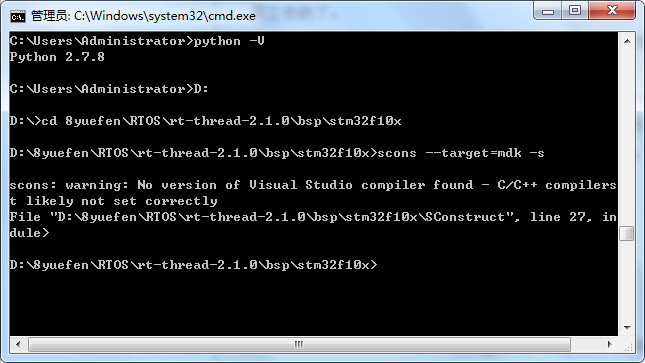 管理员: C:\Windows\system32\cmd.exe
C:\Users\Administrator>python -V
Python 2.7.8
C:\Users\Administrator>D:
D:\>cd 8yuefen\RTOS\rt-thread-2.1.0\bsp\stm32f10x
D:\8yuefen\RTOS\rt-thread-2.1.0\bsp\stm32f10x>scons --target=mdk -s
scons: warning: No version of Visual Studio compiler found - C/C++ compilers
t likely not set correctly
File "D:\8yuefen\RTOS\rt-thread-2.1.0\bsp\stm32f10x\SConstruct", line 27, in
dule>
D:\8yuefen\RTOS\rt-thread-2.1.0\bsp\stm32f10x>